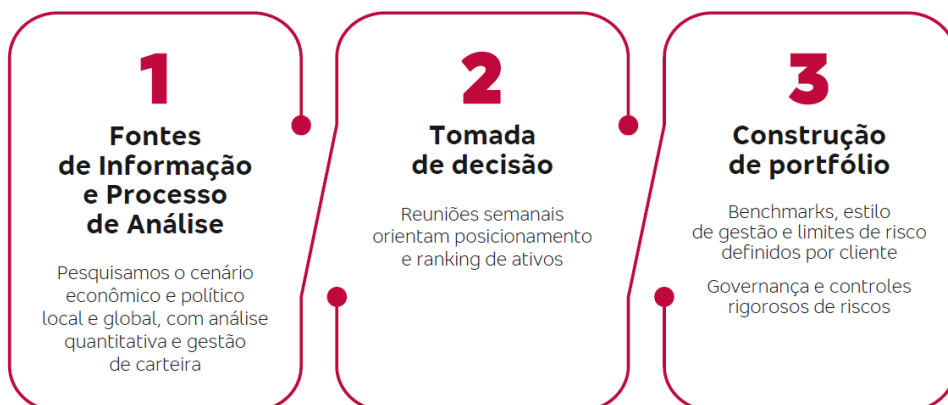 1
Fontes
de Informação
e Processo
de Análise
Pesquisamos o cenário
econômico e político
local e global, com análise
quantitativa e gestão
de carteira
2
Tomada
de decisão
Reuniões semanais
orientam posicionamento
e ranking de ativos
3
Construção
de portfólio
Benchmarks, estilo
de gestão e limites de risco
definidos por cliente
Governança e controles
rigorosos de riscos